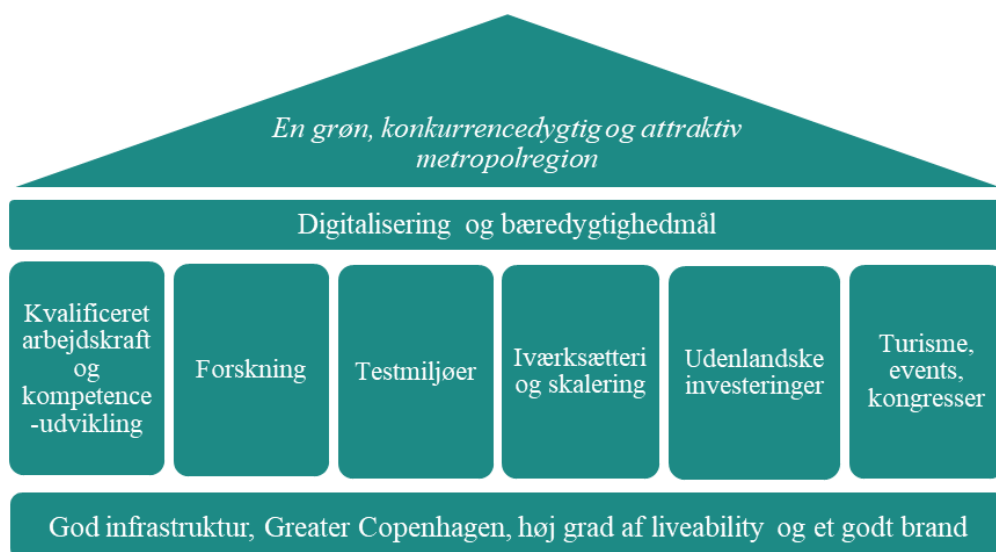 En grøn, konkurrencedygtig og attraktiv
metropolregion
Digitalisering og bæredygtighedmål
Kvalificeret
arbejdskraft
og
kompetence
-udvikling
Forskning
Testmiljøer
Iværksætteri
og skalering
Udenlandske
investeringer
Turisme,
events,
kongresser
God infrastruktur, Greater Copenhagen, høj grad af liveability og et godt brand